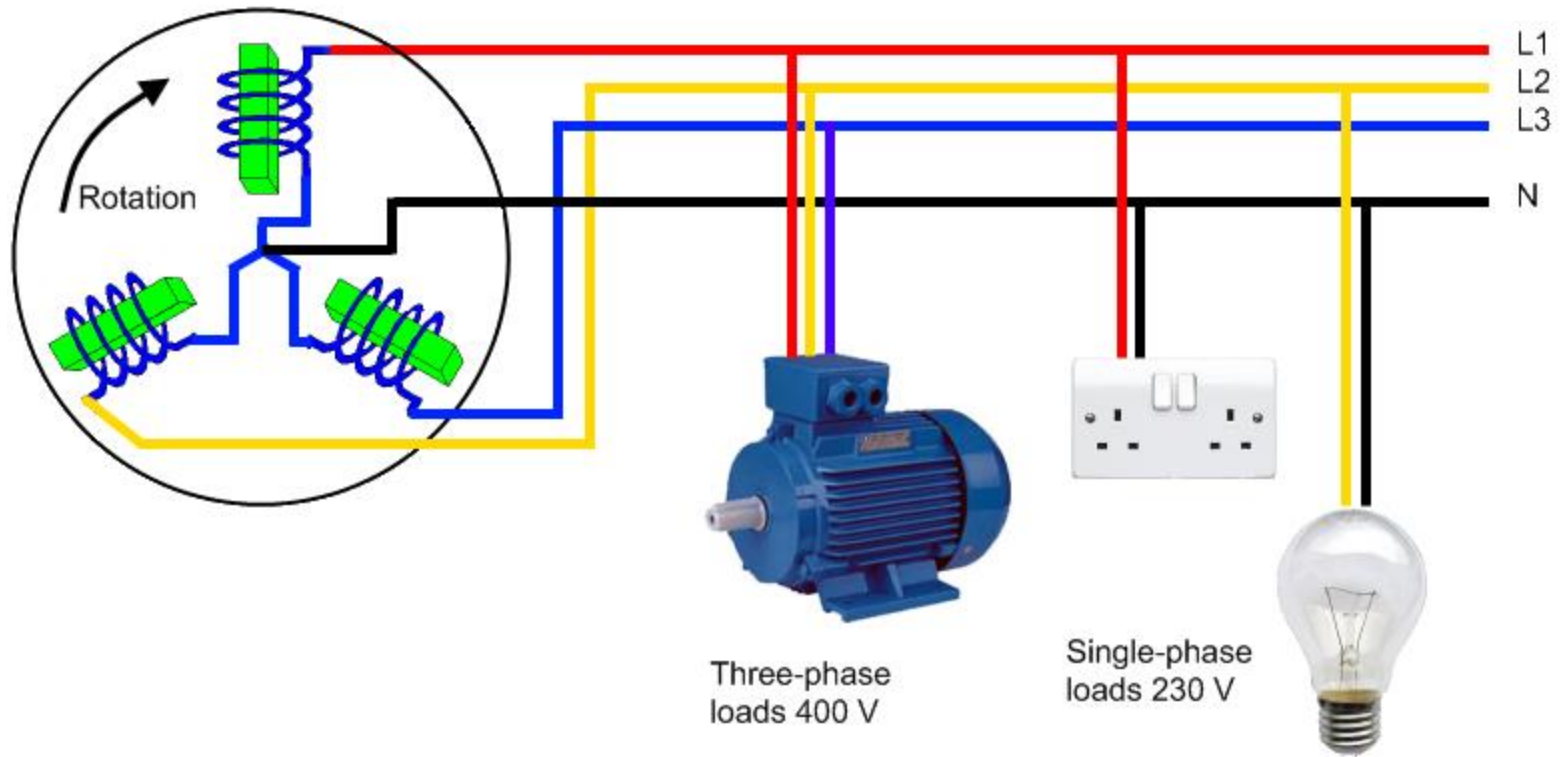 L1
L2
L3
N
Rotation
Three-phase
loads 400 V
Single-phase
loads 230 V